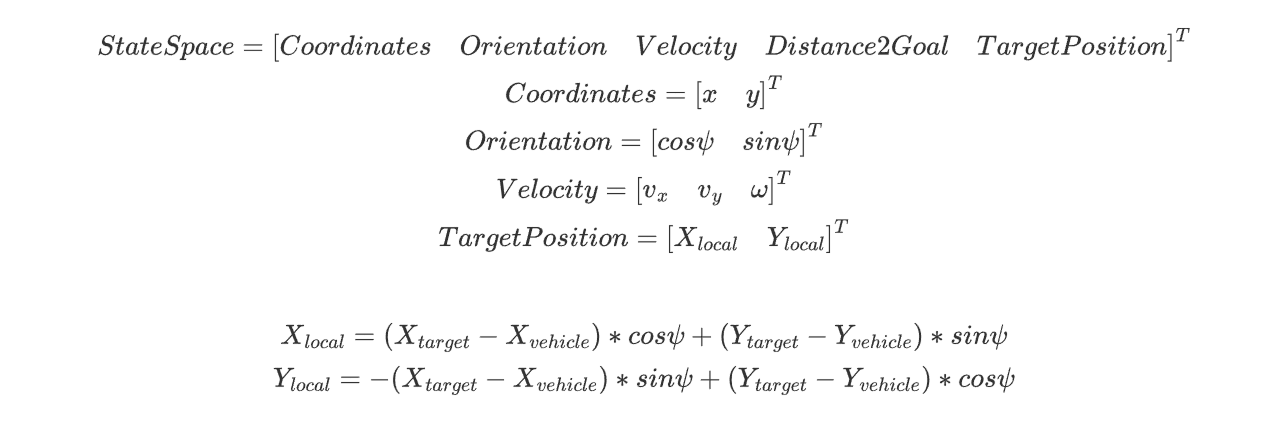 StateSpace = [Coordinates Orientation Velocity Distance2Goal TargetPosition]^T
Coordinates = [x y]^T
Orientation = [cosψ sinψ]^T
Velocity = [v_x v_y ω]^T
TargetPosition = [X_local Y_local]^T
X_local = (X_target − X_vehicle) * cosψ + (Y_target − Y_vehicle) * sinψ
Y_local = −(X_target − X_vehicle) * sinψ + (Y_target − Y_vehicle) * cosψ